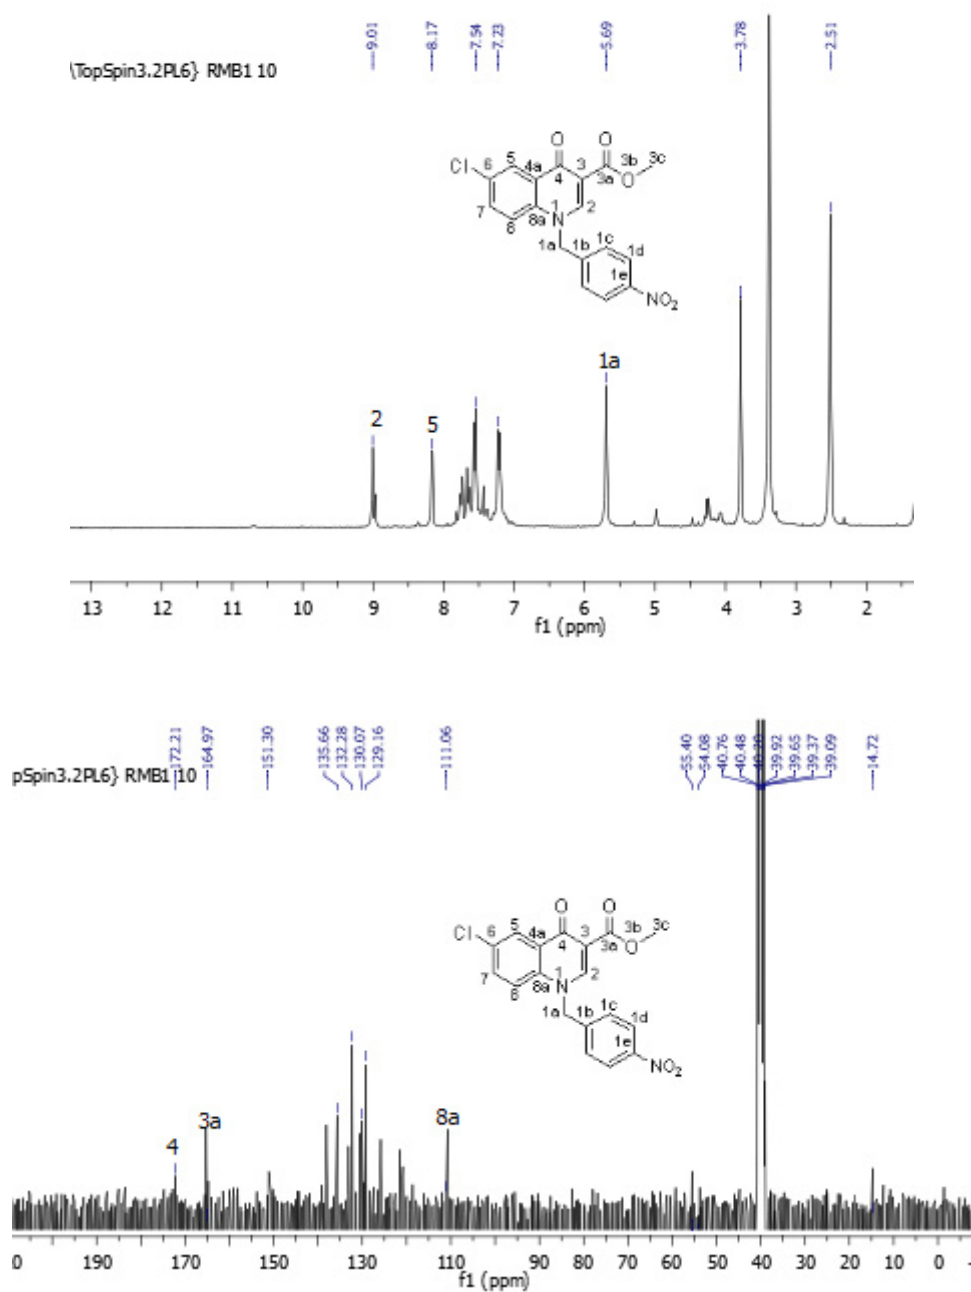 9.01 8.17 7.54 7.23 5.69 3.78 2.51
\TopSpin3.2PL6} RMB1 10
O O
Cl 6 5 4a 4 3 3a 3b O 3c
7 8 8a 1 N 2
1a 1b 1c 1d
1e NO2
2 5 1a
13 12 11 10 9 8 7 6 5 4 3 2
f1 (ppm)
172.21 164.97 151.30 135.66 132.28 130.07 129.16 111.06 55.40 54.08 40.76 40.48 40.20 39.92 39.65 39.37 39.09 14.72
pSpin3.2PL6} RMB1 10
O O
Cl 6 5 4a 4 3 3a 3b O 3c
7 8 8a 1 N 2
1a 1b 1c 1d
1e NO2
4 3a 8a
0 190 170 150 130 110 90 80 70 60 50 40 30 20 10 0
f1 (ppm)